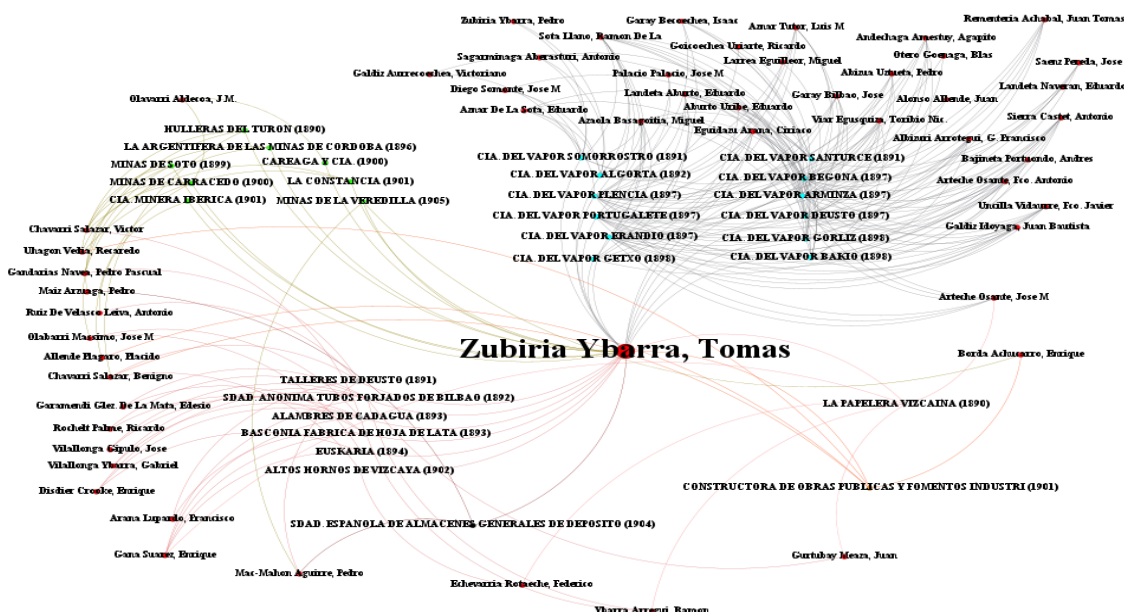 Zubiria Ybarra, Pedro
Garay Becoechea, Isaac
Aznar Tutor, Luis M
Rementeria Achabal, Juan Tomas
Sota Llano, Ramon De La
Goicoechea Uriarte, Ricardo
Andechaga Amestuy, Agapito
Sagarminaga Aberasturi, Antonio
Larrea Eguilleor, Miguel
Otero Goenaga, Blas
Saenz Pereda, Jose
Galdiz Aurrecoechea, Victoriano
Palacio Palacio, Jose M
Abizua Urtueta, Pedro
Diego Somonte, Jose M
Landeta Aburto, Eduardo
Garay Bilbao, Jose
Alonso Allende, Juan
Landeta Naveran, Eduardo
Olavarri Aldecoa, J.M.
Aznar De La Sota, Eduardo
Aburto Uribe, Eduardo
Azaola Basagoitia, Miguel
Viar Egusquiza, Toribio Nic.
Sierra Castet, Antonio
HULLERAS DEL TURON (1890)
Eguidazu Arana, Ciriaco
Albizuri Arrotegui, G. Francisco
LA ARGENTIFERA DE LAS MINAS DE CORDOBA (1896)
MINAS DE SOTO (1899)
CAREAGA Y CIA. (1900)
CIA. DEL VAPOR SOMORROSTRO (1891)
CIA. DEL VAPOR SANTURCE (1891)
Bajineta Portuondo, Andres
MINAS DE CARRACEDO (1900)
LA CONSTANCIA (1901)
CIA. DEL VAPOR ALGORTA (1892)
CIA. DEL VAPOR BEGONA (1897)
Arteche Osante, Fco. Antonio
CIA. MINERA IBERICA (1901)
MINAS DE LA VEREDILLA (1905)
CIA. DEL VAPOR PLENCIA (1897)
CIA. DEL VAPOR ARMINZA (1897)
Uncilla Vidaurre, Fco. Javier
CIA. DEL VAPOR PORTUGALETE (1897)
CIA. DEL VAPOR DEUSTO (1897)
Galdiz Idoyaga, Juan Bautista
Chavarri Salazar, Victor
CIA. DEL VAPOR ERANDIO (1897)
CIA. DEL VAPOR GORLIZ (1898)
Uhagon Vedia, Recaredo
CIA. DEL VAPOR GETXO (1898)
CIA. DEL VAPOR BAKIO (1898)
Gandarias Navea, Pedro Pascual
Maiz Arzuaga, Pedro
Arteche Osante, Jose M
Ruiz De Velasco Leiva, Antonio
Olabarri Massimo, Jose M
Zubiria Ybarra, Tomas
Allende Plagaro, Placido
Borda Achucarro, Enrique
Chavarri Salazar, Benigno
TALLERES DE DEUSTO (1891)
SDAD. ANONIMA TUBOS FORJADOS DE BILBAO (1892)
Garamendi Glez. De La Mata, Edesio
LA PAPELERA VIZCAINA (1890)
ALAMBRES DE CADAGUA (1893)
Rochelt Palme, Ricardo
BASCONIA FABRICA DE HOJA DE LATA (1893)
Vilallonga Gipulo, Jose
EUSKARIA (1894)
Vilallonga Ybarra, Gabriel
ALTOS HORNOS DE VIZCAYA (1902)
Disdier Crooke, Enrique
CONSTRUCTORA DE OBRAS PUBLICAS Y FOMENTOS INDUSTRI (1901)
Arana Lupardo, Francisco
SDAD. ESPANOLA DE ALMACENES GENERALES DE DEPOSITO (1904)
Gana Suarez, Enrique
Gurtubay Meaza, Juan
Mac-Mahon Aguirre, Pedro
Echevarria Rotaeche, Federico
Ybarra Arregui, Ramon